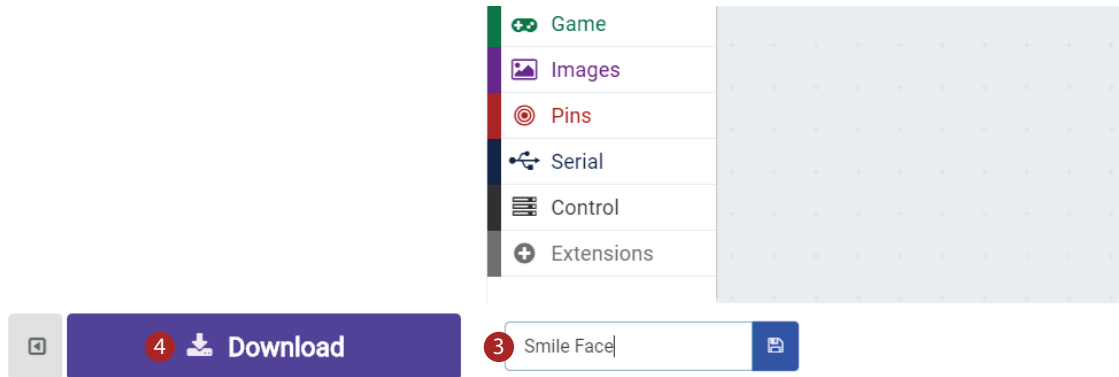 Game
Images
Pins
Serial
Control
Extensions
4 Download
3 Smile Face